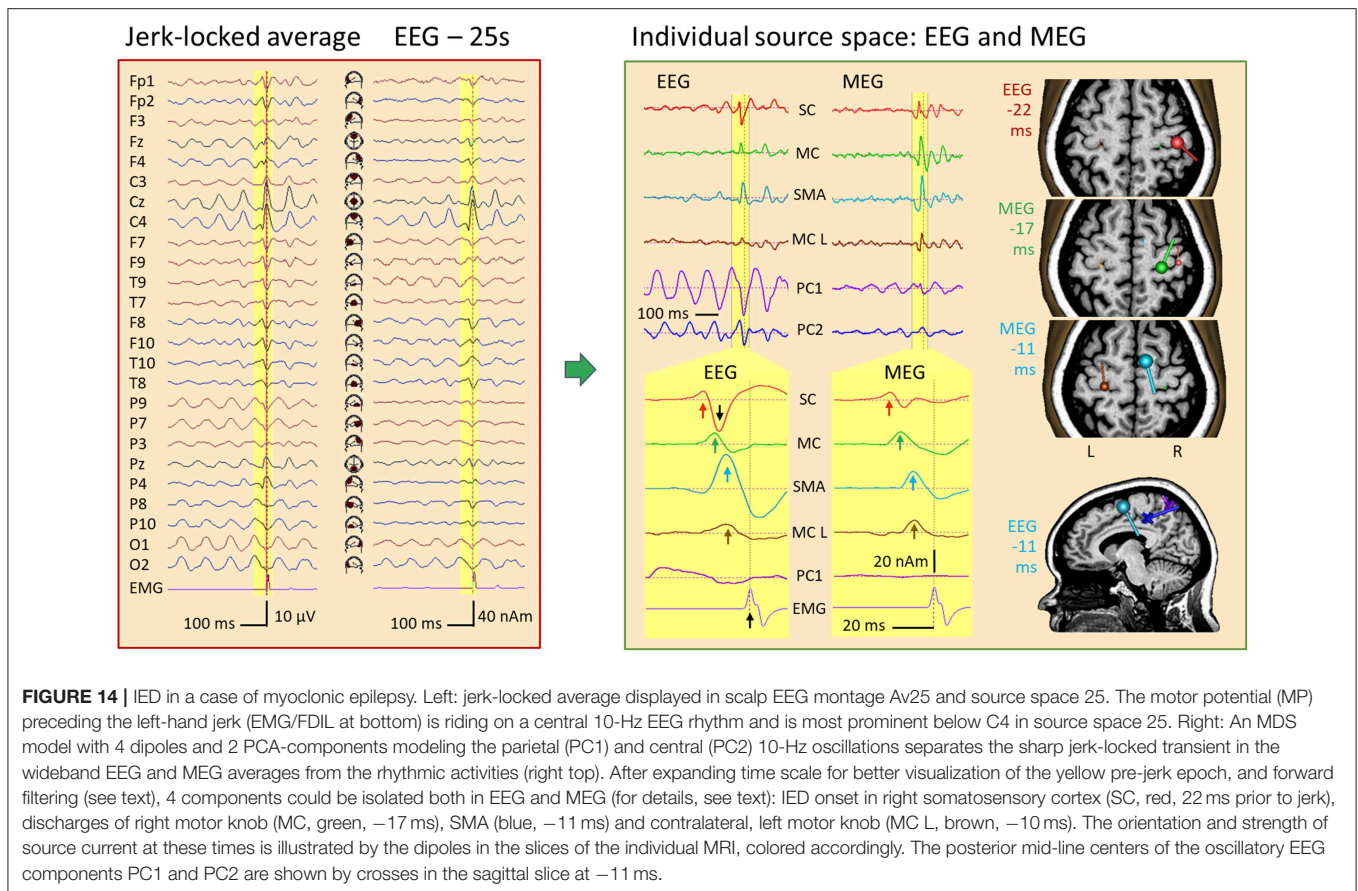 Jerk-locked average EEG – 25s
Individual source space: EEG and MEG
Fp1
Fp2
F3
Fz
F4
C3
Cz
C4
F7
F9
T9
T7
F8
F10
T10
T8
P9
P7
P3
Pz
P4
P8
P10
O1
O2
EMG
100 ms 10 µV
100 ms 40 nAm
EEG MEG
SC
MC
SMA
MC L
PC1
100 ms
PC2
EEG MEG
SC
MC
SMA
MC L
20 nAm
PC1
EMG
20 ms
EEG
-22
ms
MEG
-17
ms
MEG
-11
ms
L R
EEG
-11
ms
FIGURE 14 | IED in a case of myoclonic epilepsy. Left: jerk-locked average displayed in scalp EEG montage Av25 and source space 25. The motor potential (MP)
preceding the left-hand jerk (EMG/FDIL at bottom) is riding on a central 10-Hz EEG rhythm and is most prominent below C4 in source space 25. Right: An MDS
model with 4 dipoles and 2 PCA-components modeling the parietal (PC1) and central (PC2) 10-Hz oscillations separates the sharp jerk-locked transient in the
wideband EEG and MEG averages from the rhythmic activities (right top). After expanding time scale for better visualization of the yellow pre-jerk epoch, and forward
filtering (see text), 4 components could be isolated both in EEG and MEG (for details, see text): IED onset in right somatosensory cortex (SC, red, 22 ms prior to jerk),
discharges of right motor knob (MC, green, −17 ms), SMA (blue, −11 ms) and contralateral, left motor knob (MC L, brown, −10 ms). The orientation and strength of
source current at these times is illustrated by the dipoles in the slices of the individual MRI, colored accordingly. The posterior mid-line centers of the oscillatory EEG
components PC1 and PC2 are shown by crosses in the sagittal slice at −11 ms.